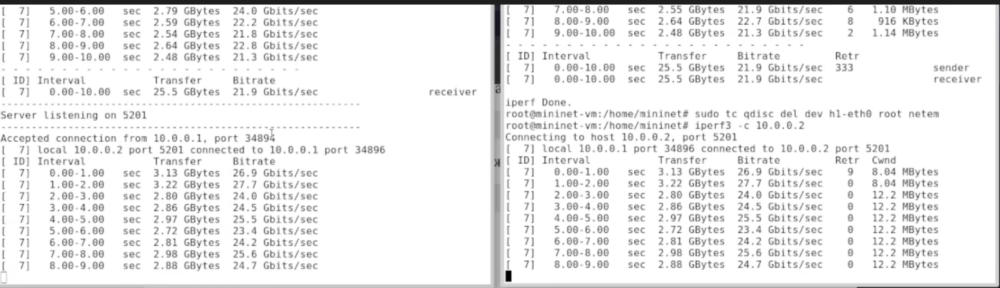 [  7]   5.00-6.00   sec  2.79 GBytes  24.0 Gbits/sec
[  7]   6.00-7.00   sec  2.59 GBytes  22.2 Gbits/sec
[  7]   7.00-8.00   sec  2.54 GBytes  21.8 Gbits/sec
[  7]   8.00-9.00   sec  2.64 GBytes  22.8 Gbits/sec
[  7]   9.00-10.00  sec  2.48 GBytes  21.3 Gbits/sec
- - - - - - - - - - - - - - - - - - - - - - - - -
[ ID] Interval           Transfer     Bitrate
[  7]   0.00-10.00  sec  25.5 GBytes  21.9 Gbits/sec                  receiver
-----------------------------------------------------------
Server listening on 5201
-----------------------------------------------------------
Accepted connection from 10.0.0.1, port 34894
[  7] local 10.0.0.2 port 5201 connected to 10.0.0.1 port 34896
[ ID] Interval           Transfer     Bitrate
[  7]   0.00-1.00   sec  3.13 GBytes  26.9 Gbits/sec
[  7]   1.00-2.00   sec  3.22 GBytes  27.7 Gbits/sec
[  7]   2.00-3.00   sec  2.80 GBytes  24.0 Gbits/sec
[  7]   3.00-4.00   sec  2.86 GBytes  24.5 Gbits/sec
[  7]   4.00-5.00   sec  2.97 GBytes  25.5 Gbits/sec
[  7]   5.00-6.00   sec  2.72 GBytes  23.4 Gbits/sec
[  7]   6.00-7.00   sec  2.81 GBytes  24.2 Gbits/sec
[  7]   7.00-8.00   sec  2.98 GBytes  25.6 Gbits/sec
[  7]   8.00-9.00   sec  2.88 GBytes  24.7 Gbits/sec
[  7]   7.00-8.00   sec  2.55 GBytes  21.9 Gbits/sec    6   1.10 MBytes
[  7]   8.00-9.00   sec  2.64 GBytes  22.7 Gbits/sec    8    916 KBytes
[  7]   9.00-10.00  sec  2.48 GBytes  21.3 Gbits/sec    2   1.14 MBytes
- - - - - - - - - - - - - - - - - - - - - - - - -
[ ID] Interval           Transfer     Bitrate         Retr
[  7]   0.00-10.00  sec  25.5 GBytes  21.9 Gbits/sec  333             sender
[  7]   0.00-10.00  sec  25.5 GBytes  21.9 Gbits/sec                  receiver
iperf Done.
root@mininet-vm:/home/mininet# sudo tc qdisc del dev h1-eth0 root netem
root@mininet-vm:/home/mininet# iperf3 -c 10.0.0.2
Connecting to host 10.0.0.2, port 5201
[  7] local 10.0.0.1 port 34896 connected to 10.0.0.2 port 5201
[ ID] Interval           Transfer     Bitrate         Retr  Cwnd
[  7]   0.00-1.00   sec  3.13 GBytes  26.9 Gbits/sec    9   8.04 MBytes
[  7]   1.00-2.00   sec  3.22 GBytes  27.7 Gbits/sec    0   8.04 MBytes
[  7]   2.00-3.00   sec  2.80 GBytes  24.0 Gbits/sec    0   12.2 MBytes
[  7]   3.00-4.00   sec  2.86 GBytes  24.5 Gbits/sec    0   12.2 MBytes
[  7]   4.00-5.00   sec  2.97 GBytes  25.5 Gbits/sec    0   12.2 MBytes
[  7]   5.00-6.00   sec  2.72 GBytes  23.4 Gbits/sec    0   12.2 MBytes
[  7]   6.00-7.00   sec  2.81 GBytes  24.2 Gbits/sec    0   12.2 MBytes
[  7]   7.00-8.00   sec  2.98 GBytes  25.6 Gbits/sec    0   12.2 MBytes
[  7]   8.00-9.00   sec  2.88 GBytes  24.7 Gbits/sec    0   12.2 MBytes